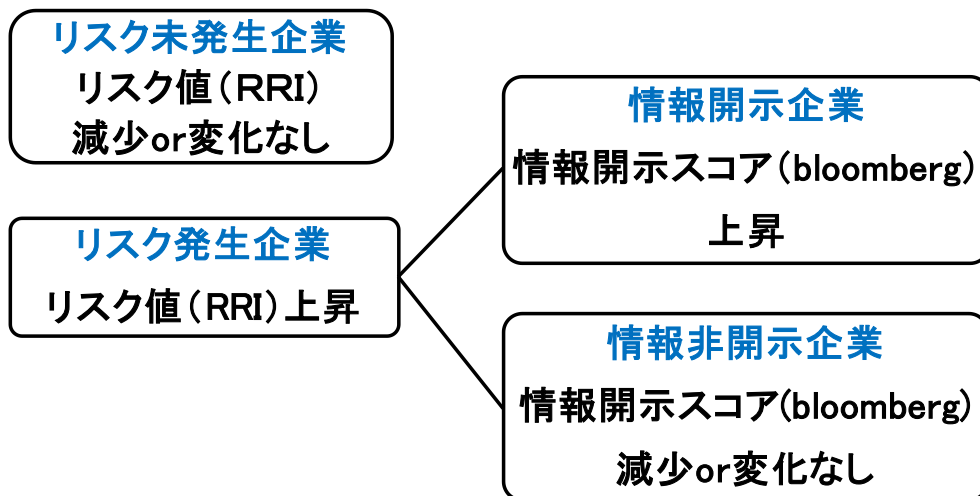 リスク未発生企業
リスク値（RRI）
減少or変化なし
リスク発生企業
リスク値（RRI）上昇
情報開示企業
情報開示スコア（bloomberg）
上昇
情報非開示企業
情報開示スコア(bloomberg)
減少or変化なし